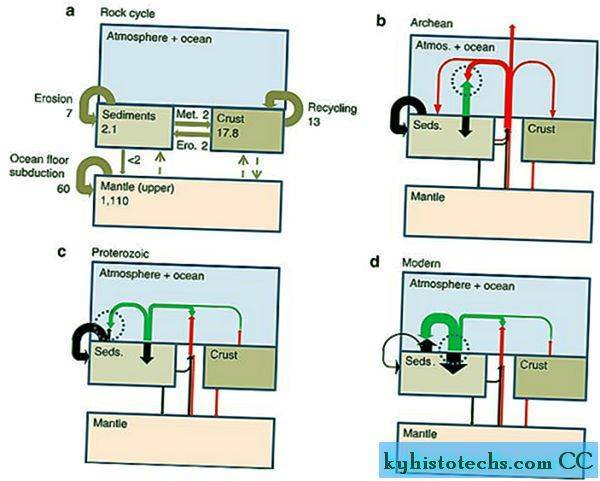 a Rock cycle
Atmosphere + ocean
Erosion
7
Sediments
2.1
Met. 2
Ero. 2
Crust
17.8
Recycling
13
Ocean floor
subduction
60
<2
Mantle (upper)
1,110
b Archean
Atmos. + ocean
Seds.
Crust
Mantle
c Proterozoic
Atmosphere + ocean
Seds.
Crust
Mantle
d Modern
Atmosphere + ocean
Seds.
Crust
Mantle
kyhistotechs.com CC